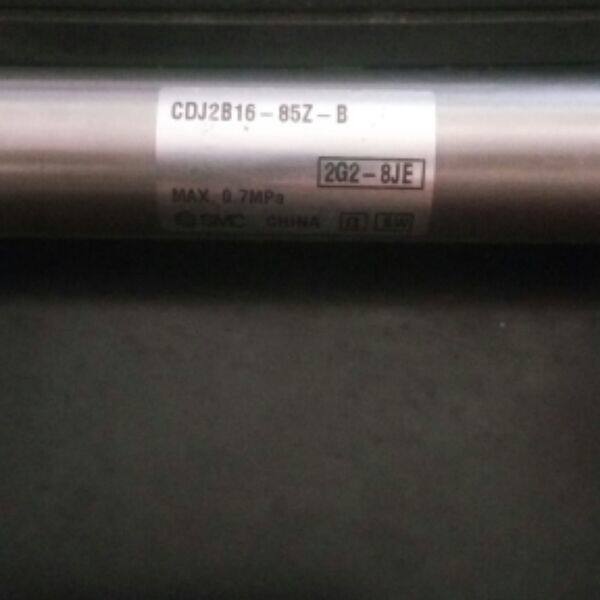 CDJ2B16-85Z-B
2G2-8JE
MAX. 0.7MPa
SMC CHINA